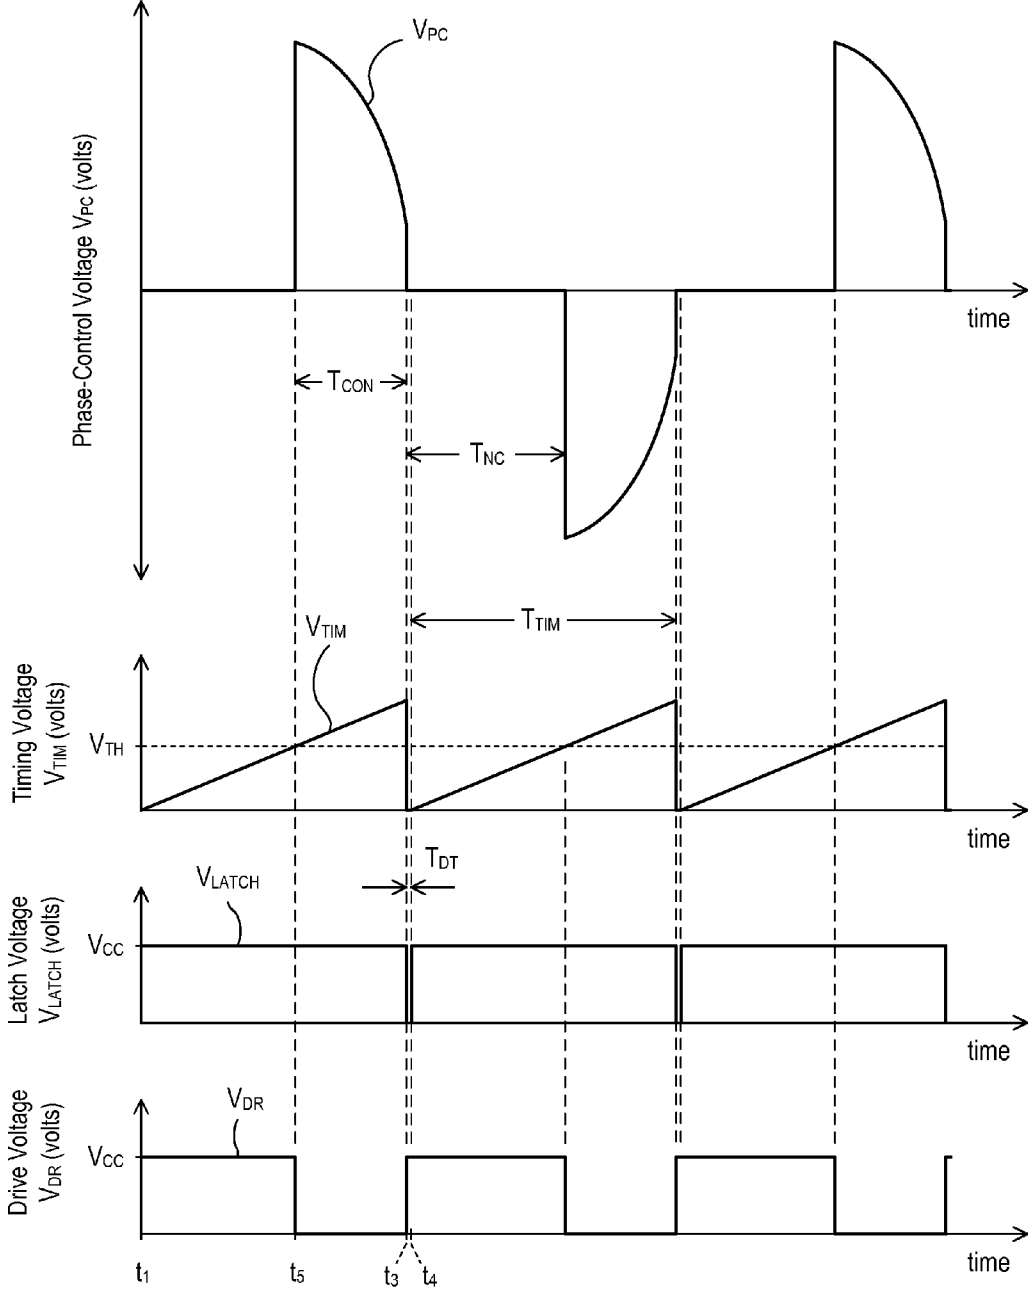 Phase-Control Voltage VPC (volts)
VPC
time
TCON
TNC
TTIM
Timing Voltage
VTIM (volts)
VTIM
VTH
time
TDT
Latch Voltage
VLATCH (volts)
VLATCH
VCC
time
Drive Voltage
VDR (volts)
VDR
VCC
time
t1
t5
t3
t4